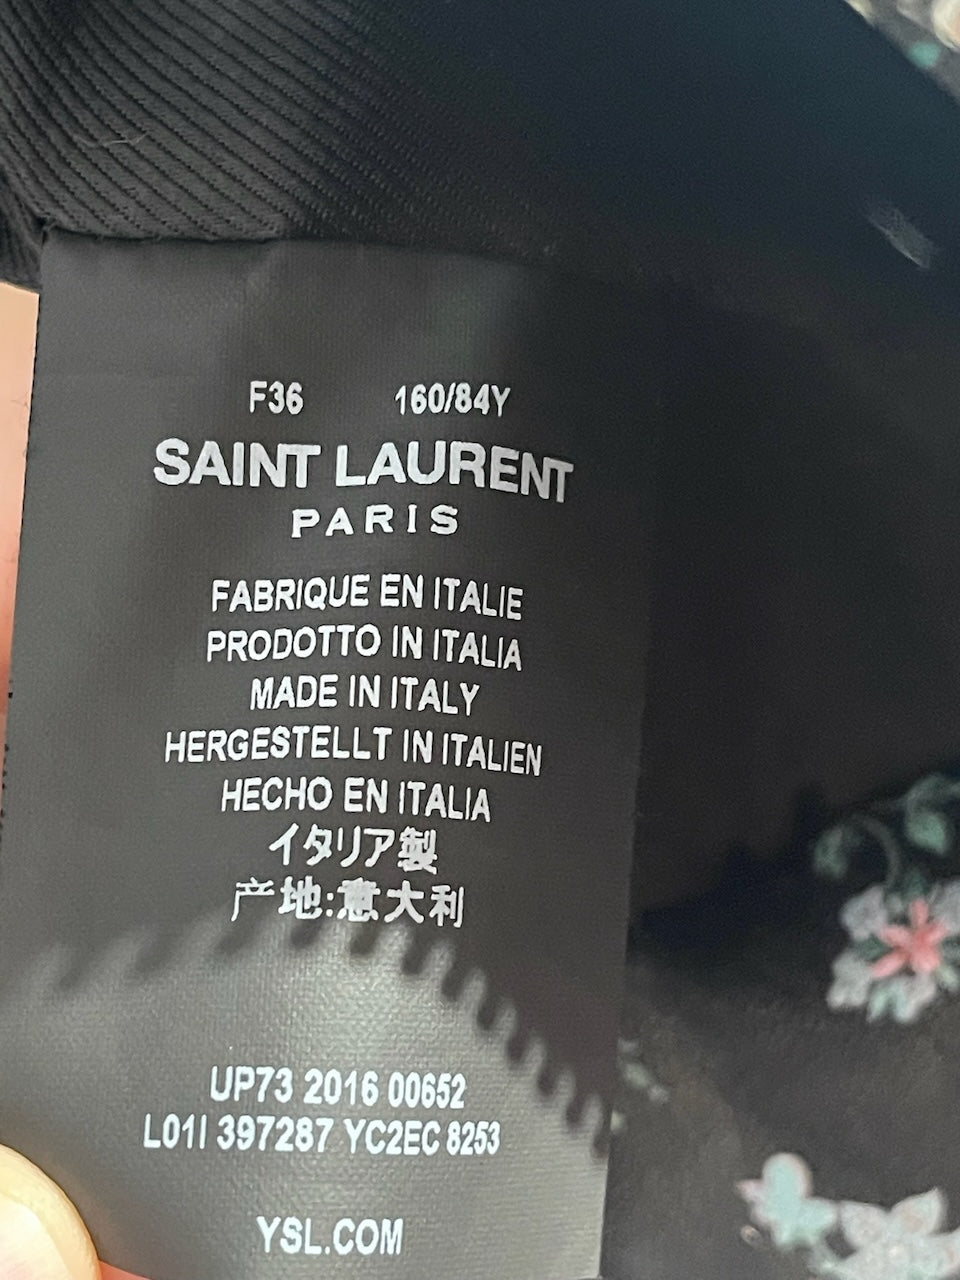 F36 160/84Y
SAINT LAURENT
PARIS
FABRIQUE EN ITALIE
PRODOTTO IN ITALIA
MADE IN ITALY
HERGESTELLT IN ITALIEN
HECHO EN ITALIA
イタリア製
产地:意大利
UP73 2016 00652
L01I 397287 YC2EC 8253
YSL.COM